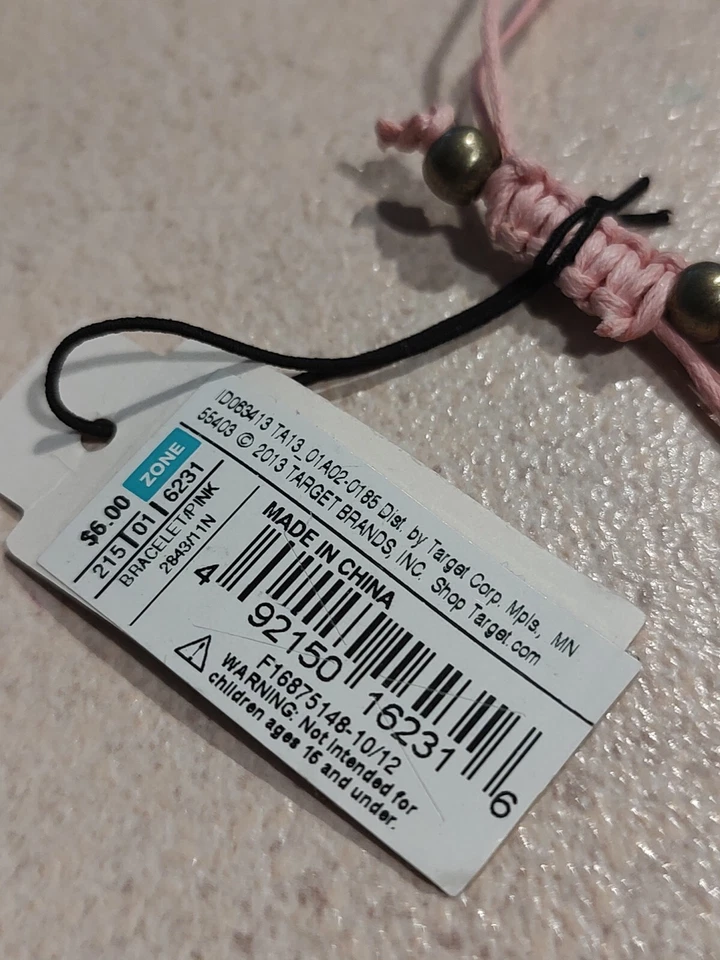 ID063413 TA13_01A02-0185 Dist. by Target Corp. Mpls., MN
55403 © 2013 TARGET BRANDS, INC. Shop Target.com
$6.00 ZONE
215 01 6231
BRACELET/PINK
2843/11N
MADE IN CHINA
4 92150 16231 6
F16875148-10/12
WARNING: Not intended for
children ages 15 and under.